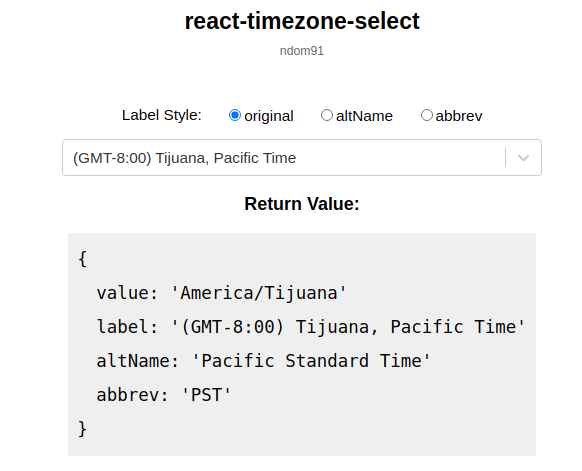 react-timezone-select
ndom91
Label Style: original altName abbrev
(GMT-8:00) Tijuana, Pacific Time
Return Value:
{
  value: 'America/Tijuana'
  label: '(GMT-8:00) Tijuana, Pacific Time'
  altName: 'Pacific Standard Time'
  abbrev: 'PST'
}